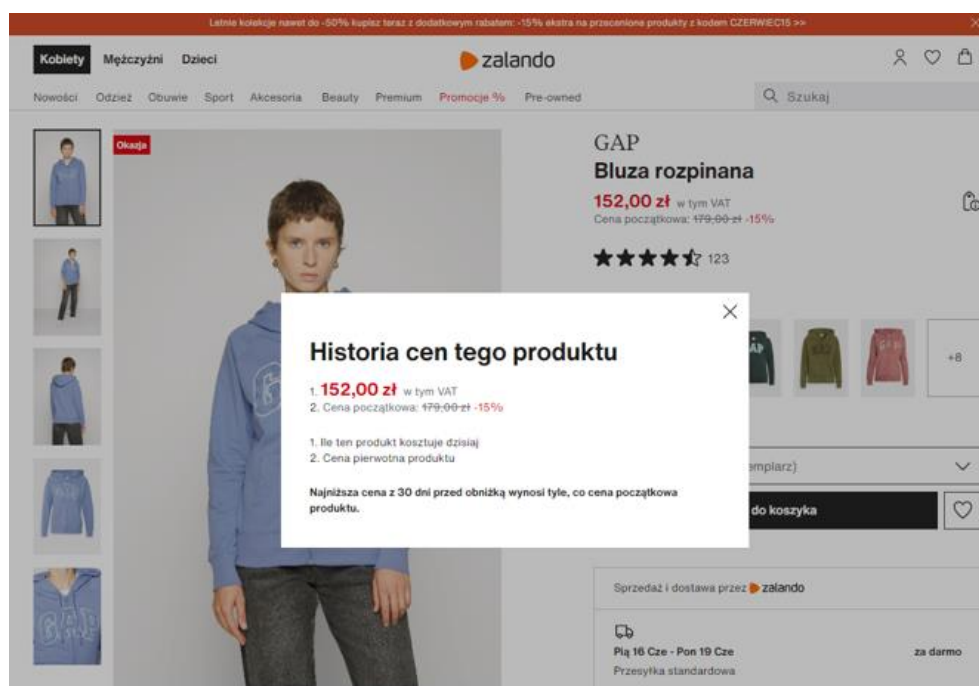 Letnie kolekcje nawet do -50% kupisz teraz z dodatkowym rabatem: -15% ekstra na przecenione produkty z kodem CZERWIEC15 >>
Kobiety Mężczyźni Dzieci
zalando
Nowości Odzież Obuwie Sport Akcesoria Beauty Premium Promocje % Pre-owned
Szukaj
Okazja
GAP
Bluza rozpinana
152,00 zł w tym VAT
Cena początkowa: 179,00 zł -15%
123
+8
Historia cen tego produktu
1. 152,00 zł w tym VAT
2. Cena początkowa: 179,00 zł -15%
1. Ile ten produkt kosztuje dzisiaj
2. Cena pierwotna produktu
Najniższa cena z 30 dni przed obniżką wynosi tyle, co cena początkowa
produktu.
do koszyka
Sprzedaż i dostawa przez zalando
Pią 16 Cze - Pon 19 Cze za darmo
Przesyłka standardowa